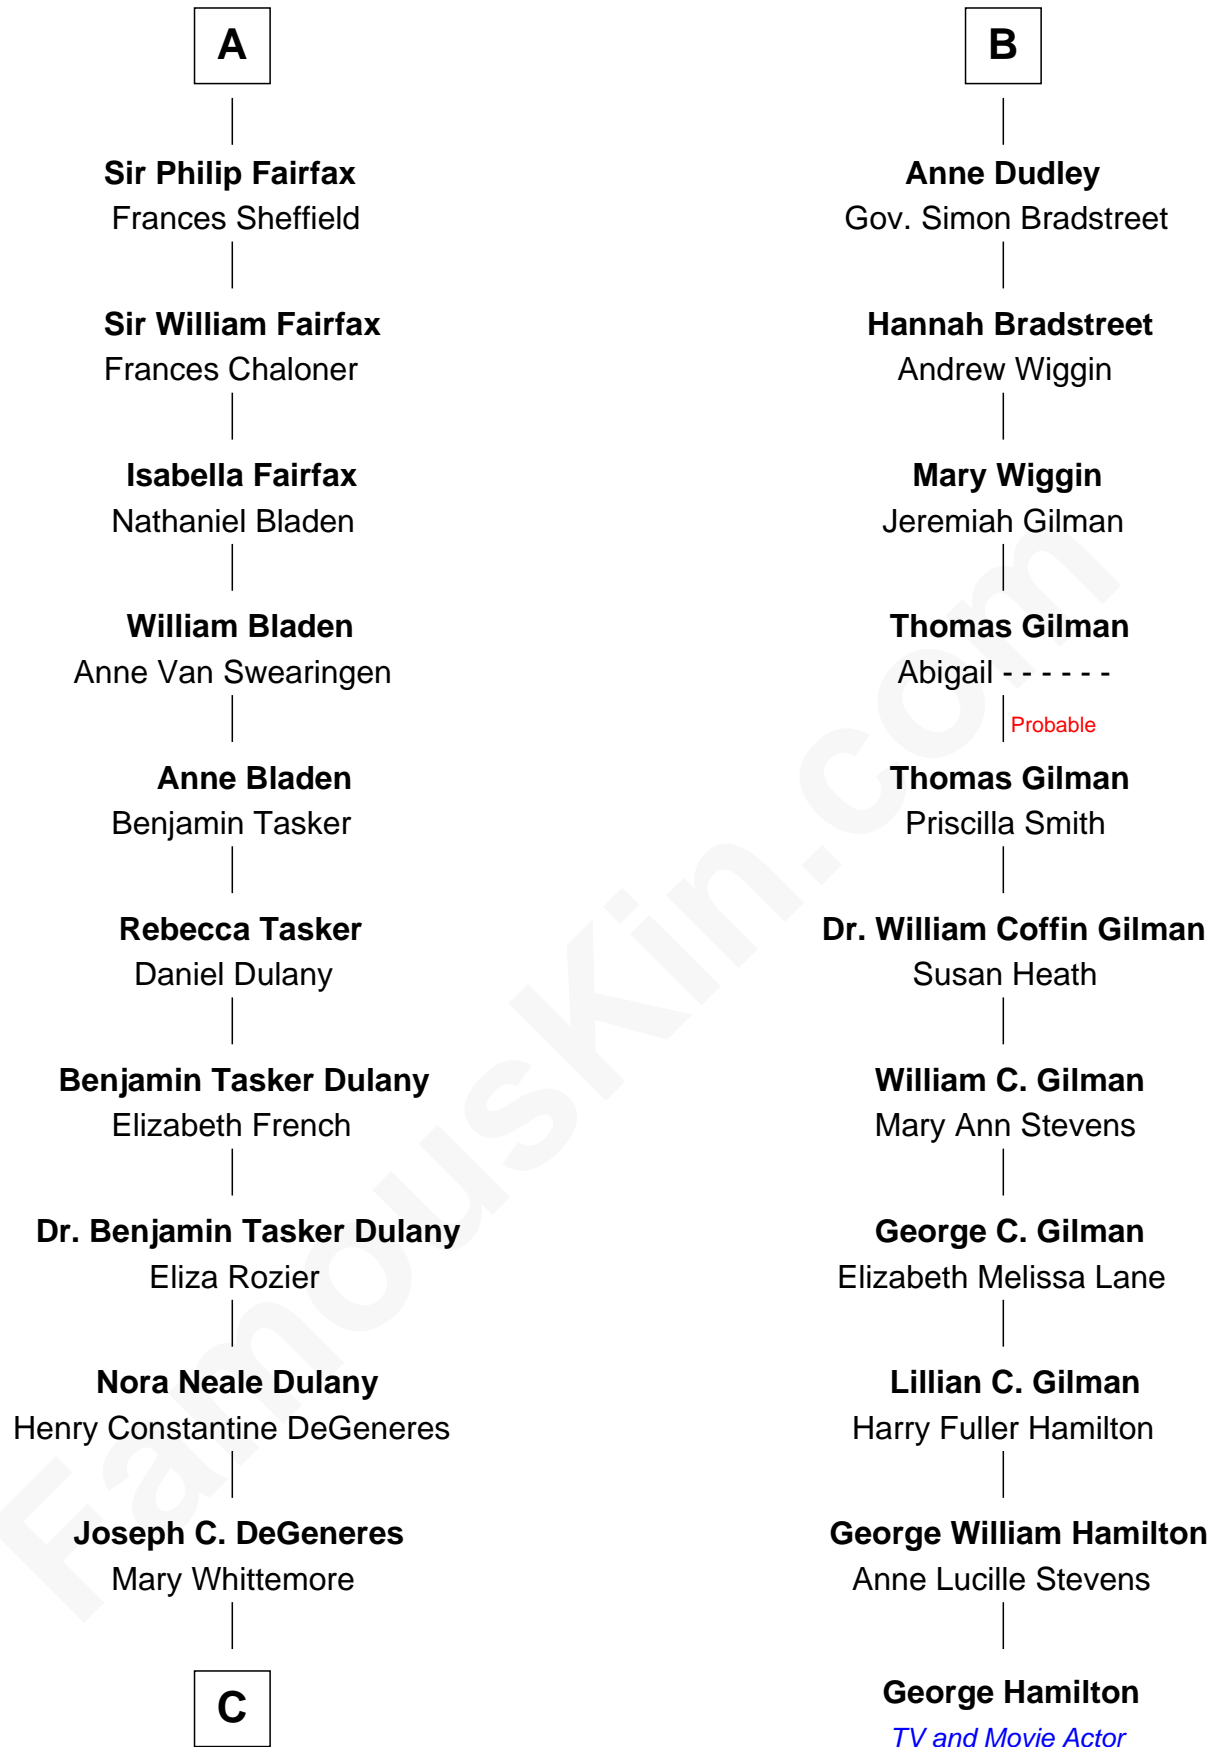 A
Sir Philip Fairfax
Frances Sheffield
Sir William Fairfax
Frances Chaloner
Isabella Fairfax
Nathaniel Bladen
William Bladen
Anne Van Swearingen
Anne Bladen
Benjamin Tasker
Rebecca Tasker
Daniel Dulany
Benjamin Tasker Dulany
Elizabeth French
Dr. Benjamin Tasker Dulany
Eliza Rozier
Nora Neale Dulany
Henry Constantine DeGeneres
Joseph C. DeGeneres
Mary Whittemore
C
B
Anne Dudley
Gov. Simon Bradstreet
Hannah Bradstreet
Andrew Wiggin
Mary Wiggin
Jeremiah Gilman
Thomas Gilman
Abigail - - - - - -
Probable
Thomas Gilman
Priscilla Smith
Dr. William Coffin Gilman
Susan Heath
William C. Gilman
Mary Ann Stevens
George C. Gilman
Elizabeth Melissa Lane
Lillian C. Gilman
Harry Fuller Hamilton
George William Hamilton
Anne Lucille Stevens
George Hamilton
TV and Movie Actor
FamousKin.com